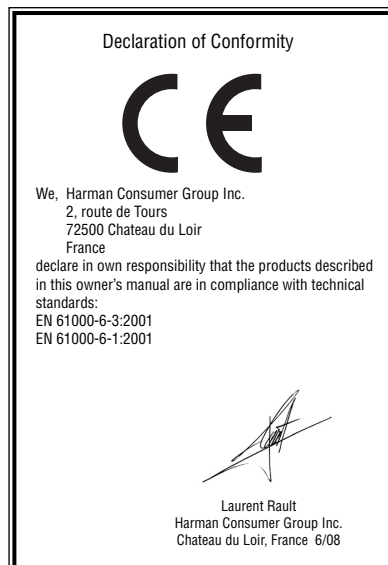 Declaration of Conformity
CE
We, Harman Consumer Group Inc.
2, route de Tours
72500 Chateau du Loir
France
declare in own responsibility that the products described
in this owner's manual are in compliance with technical
standards:
EN 61000-6-3:2001
EN 61000-6-1:2001
Laurent Rault
Harman Consumer Group Inc.
Chateau du Loir, France 6/08